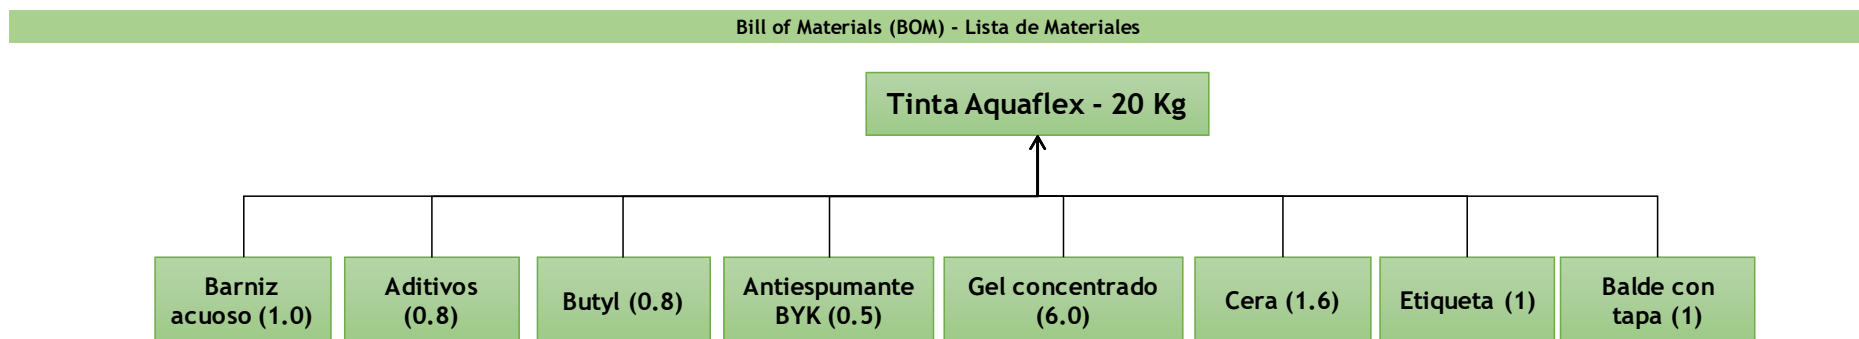 Bill of Materials (BOM) - Lista de Materiales
Tinta Aquaflex - 20 Kg
Barniz
acuoso (1.0)
Aditivos
(0.8)
Butyl (0.8)
Antiespumante
BYK (0.5)
Gel concentrado
(6.0)
Cera (1.6)
Etiqueta (1)
Balde con
tapa (1)